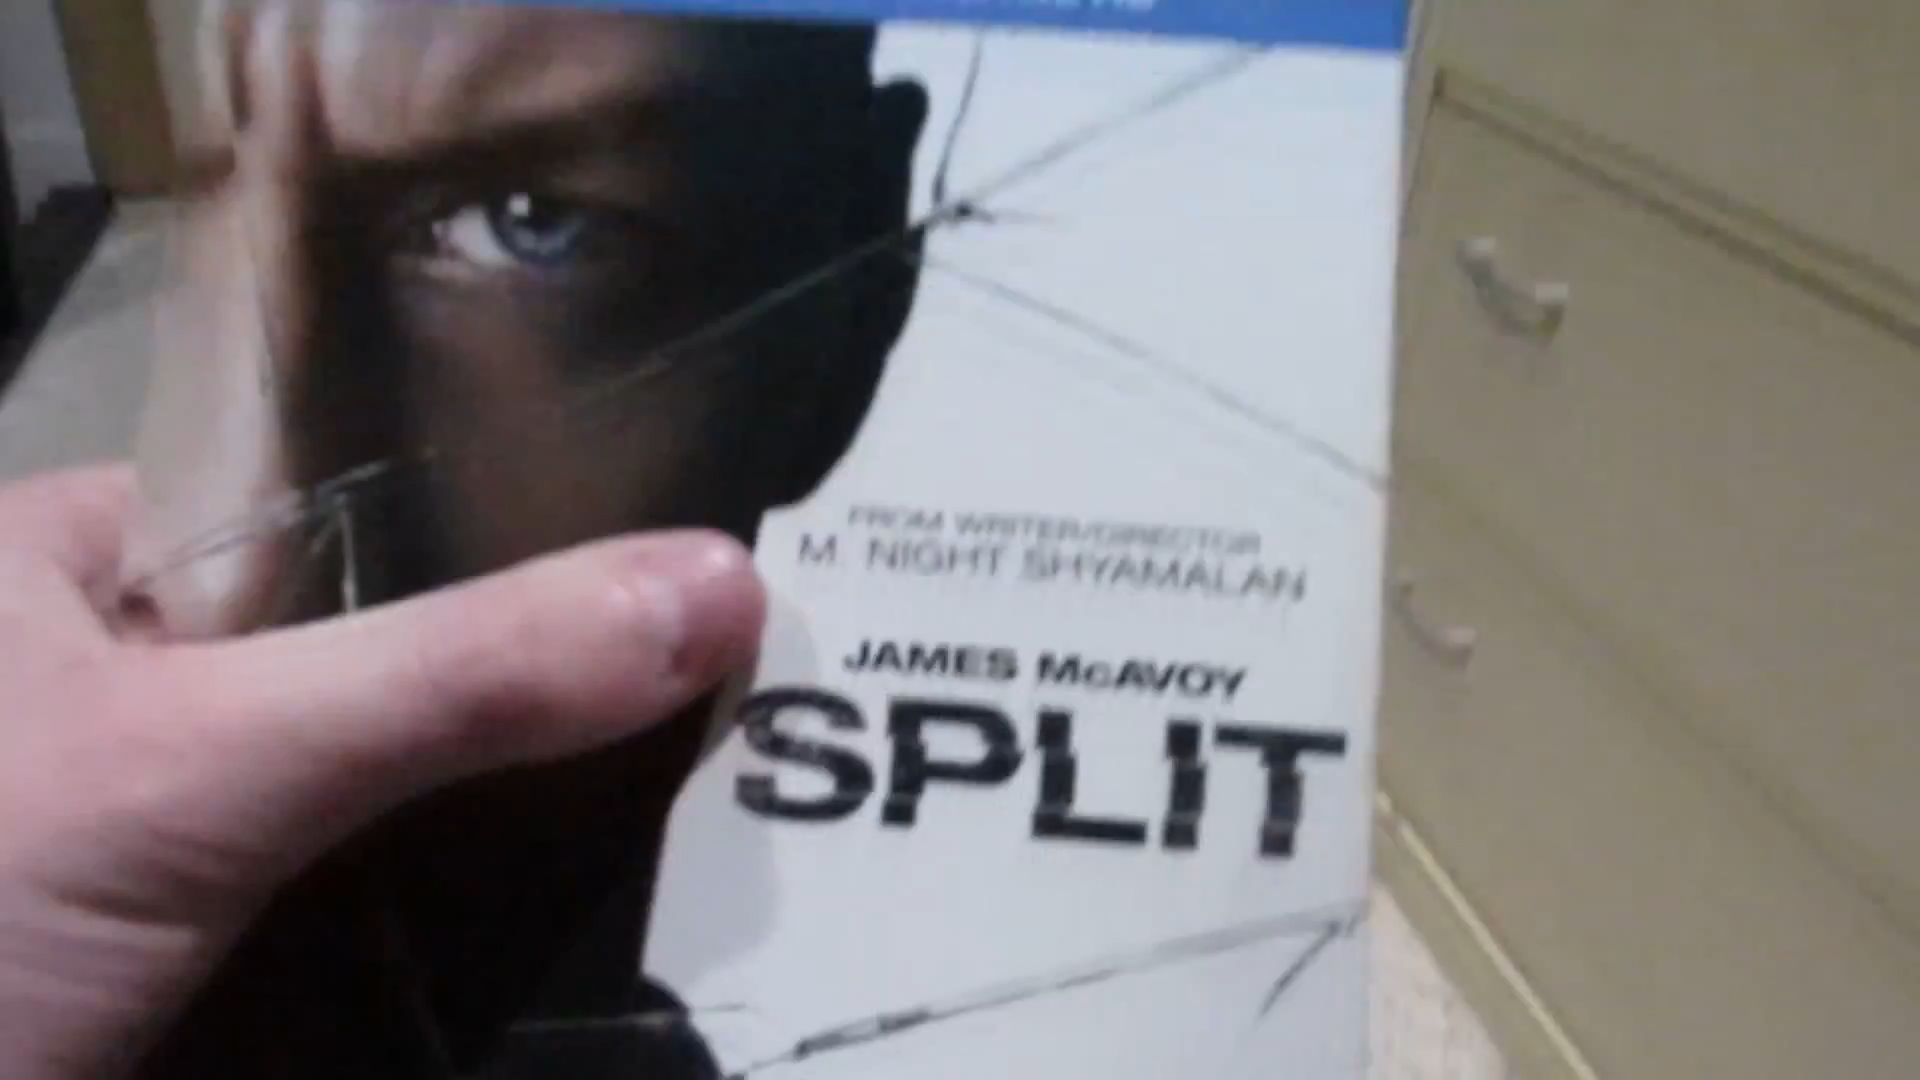 FROM WRITER/DIRECTOR
M. NIGHT SHYAMALAN
JAMES McAVOY
SPLIT